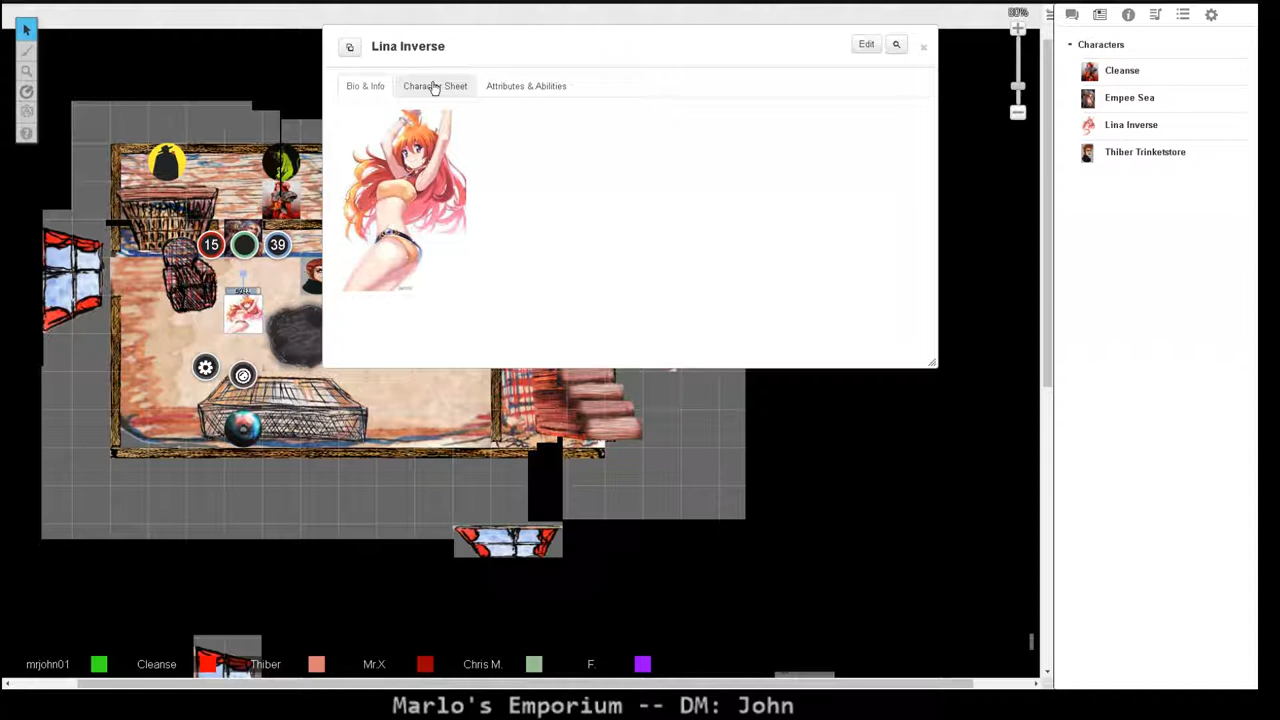 80%
Lina Inverse
Edit
Bio & Info
Character Sheet
Attributes & Abilities
Characters
Cleanse
Empee Sea
Lina Inverse
Thiber Trinketstore
15
39
mrjohn01
Cleanse
Thiber
Mr.X
Chris M.
F.
Marlo's Emporium -- DM: John